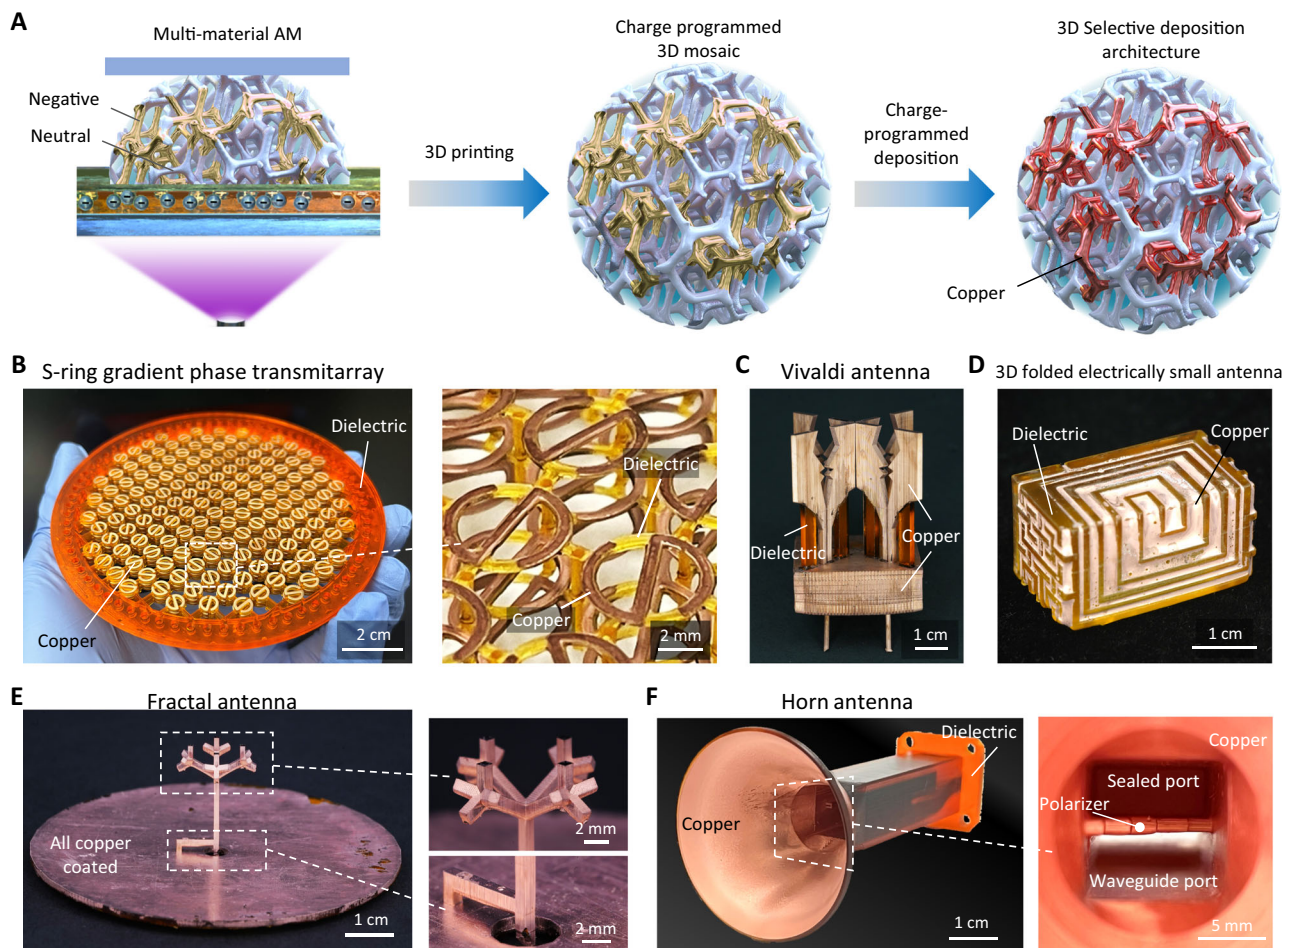 A
Multi-material AM
Negative
Neutral
3D printing
Charge programmed
3D mosaic
Charge-
programmed
deposition
3D Selective deposition
architecture
Copper
B
S-ring gradient phase transmitarray
Dielectric
Copper
2 cm
Dielectric
Copper
2 mm
C
Vivaldi antenna
Dielectric
Copper
1 cm
D
3D folded electrically small antenna
Dielectric
Copper
1 cm
E
Fractal antenna
All copper
coated
1 cm
2 mm
2 mm
F
Horn antenna
Dielectric
Copper
1 cm
Copper
Sealed port
Polarizer
Waveguide port
5 mm